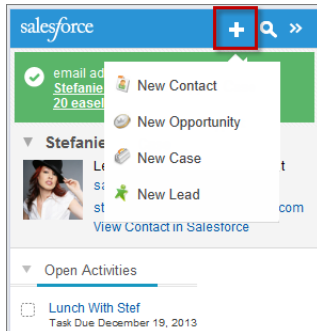 salesforce
email ad
Stefanie
20 easel
New Contact
New Opportunity
New Case
New Lead
Stefanie
Le t
sa
st com
View Contact in Salesforce
Open Activities
Lunch With Stef
Task Due December 19, 2013